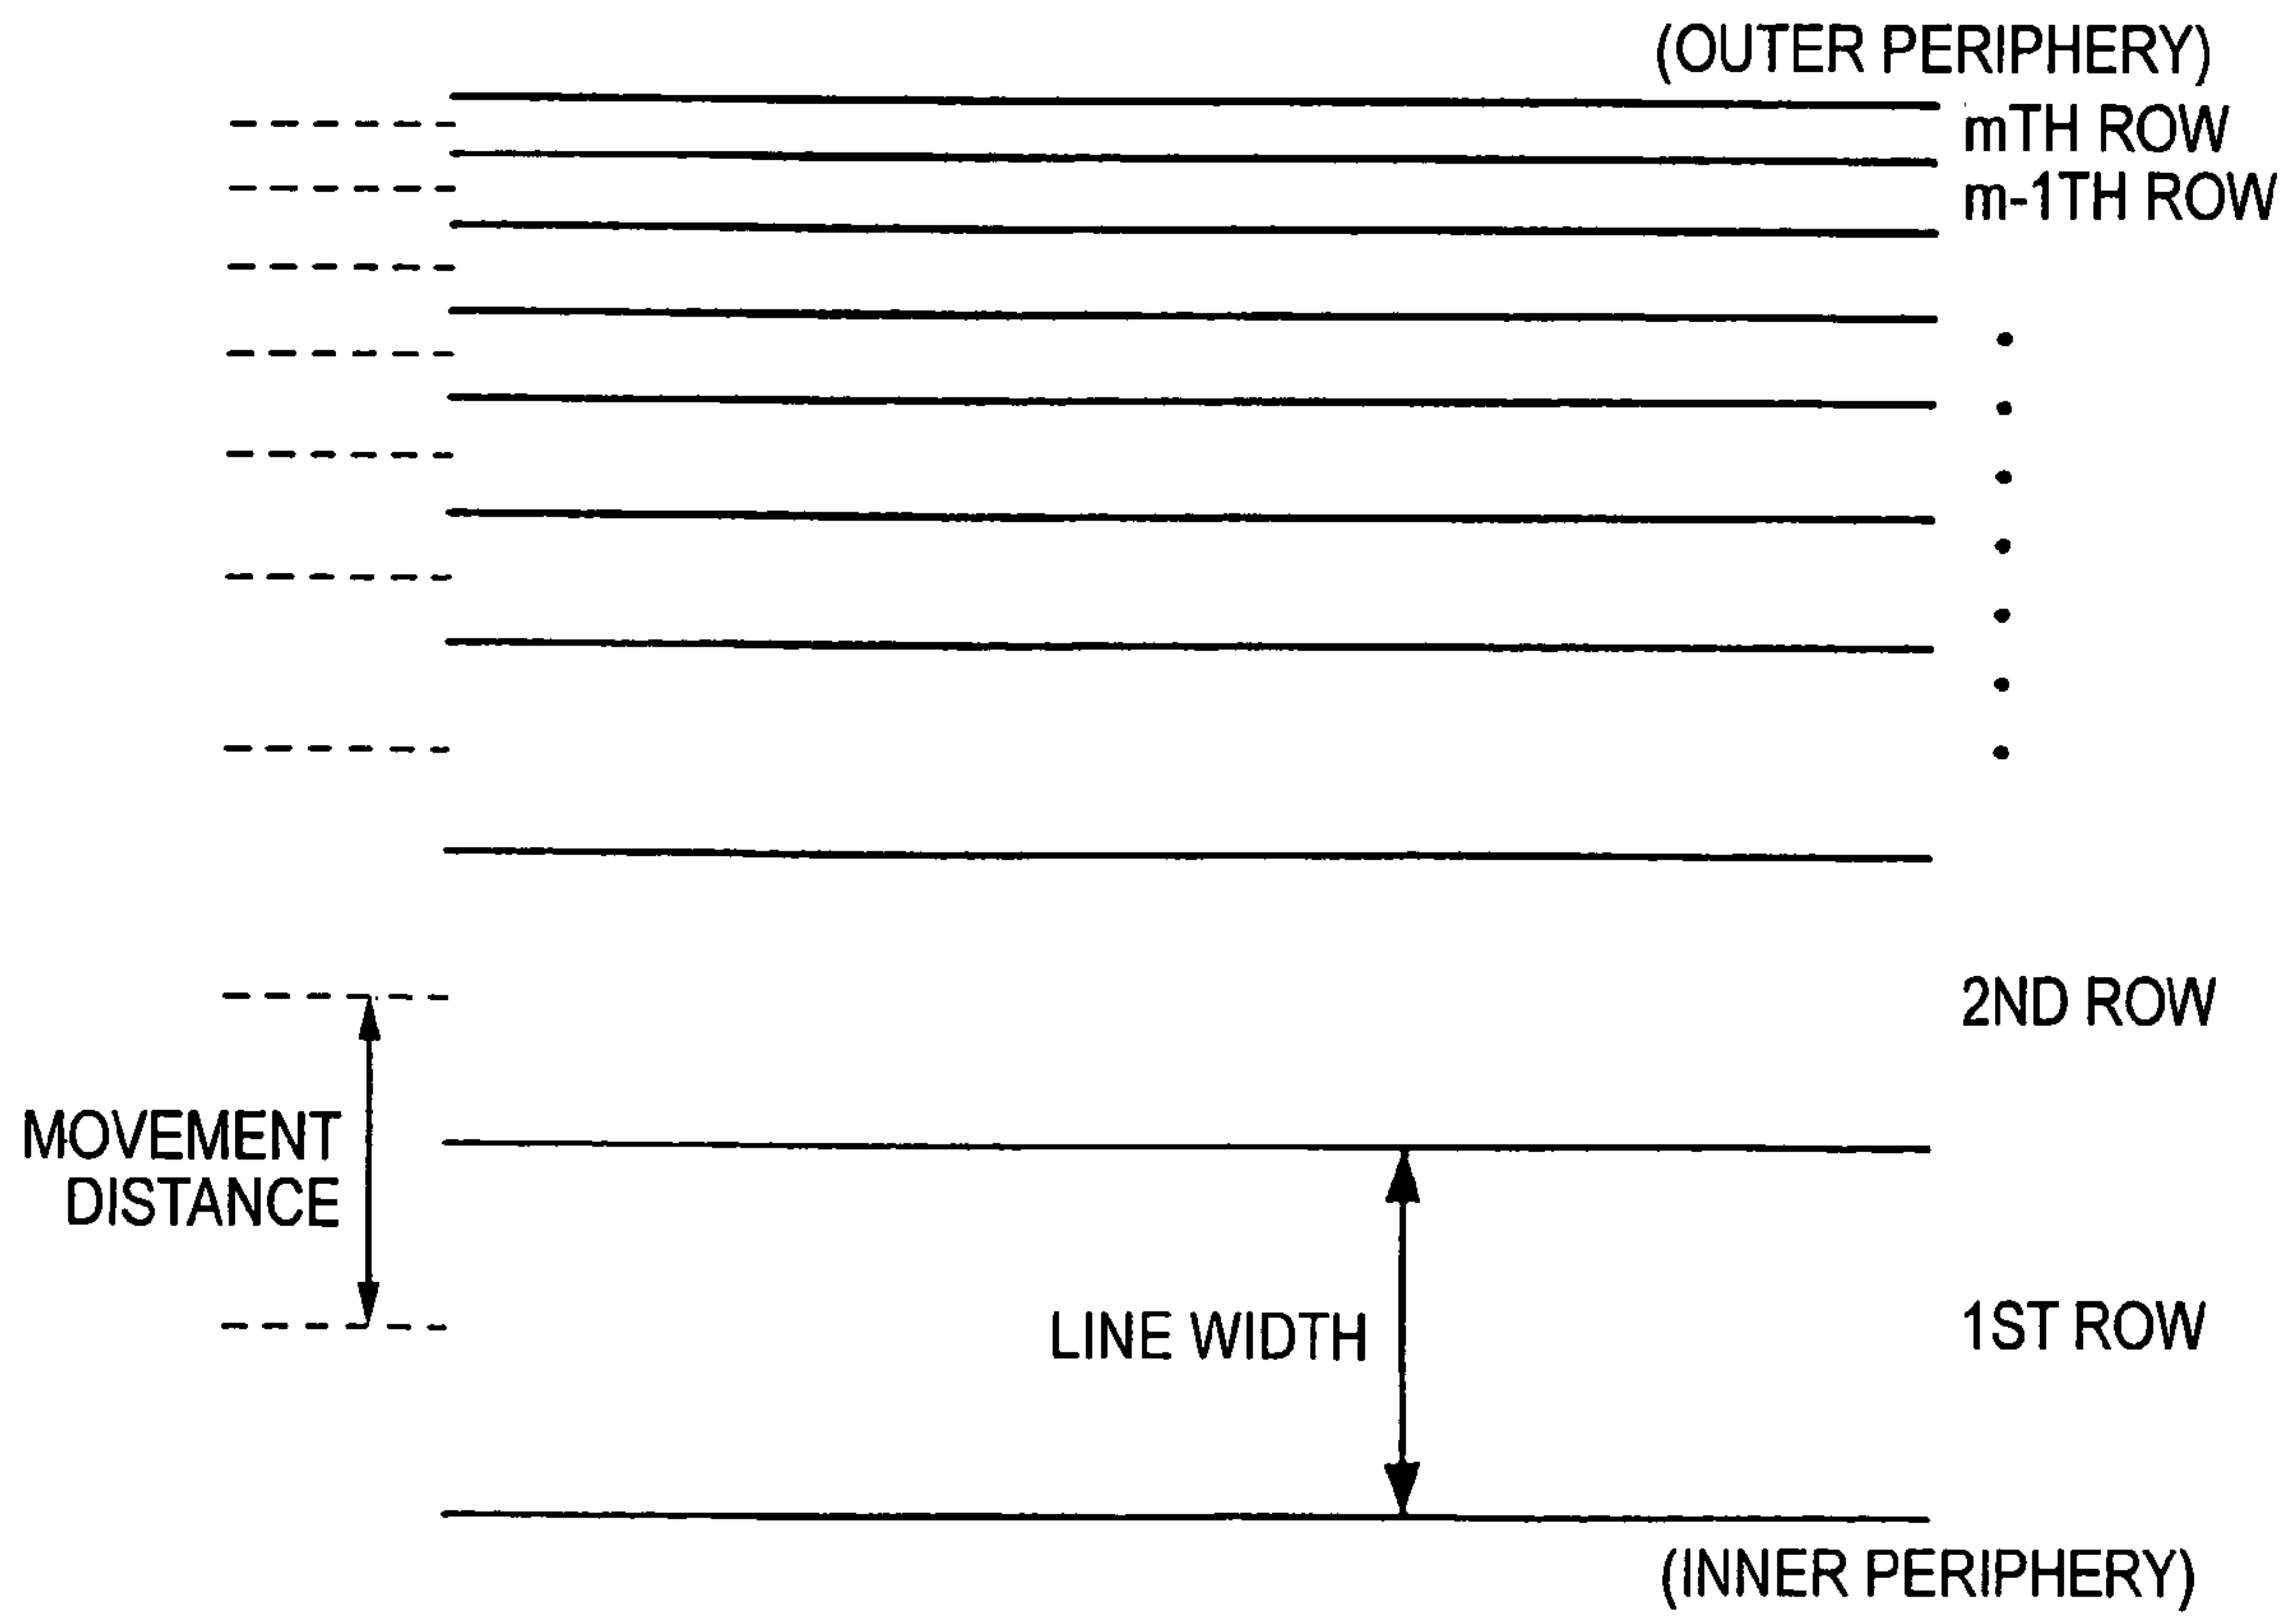 (OUTER PERIPHERY)
mTH ROW
m-1TH ROW
2ND ROW
MOVEMENT
DISTANCE
LINE WIDTH
1ST ROW
(INNER PERIPHERY)